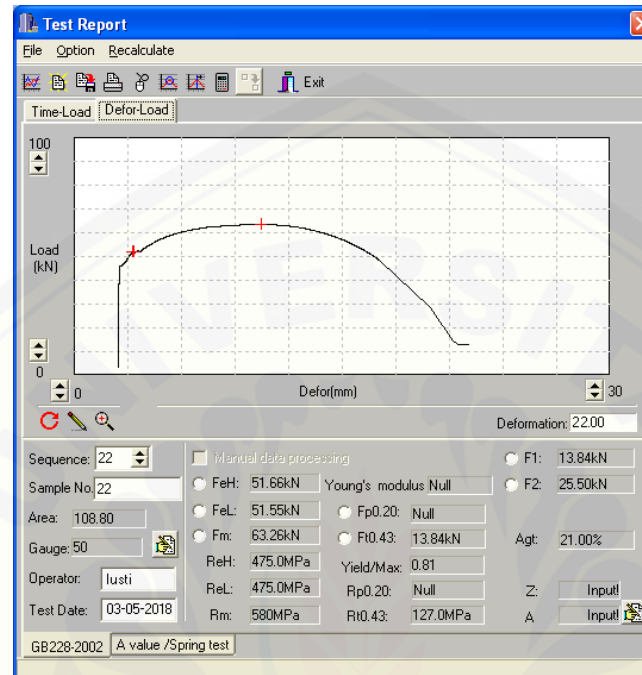 Test Report
File Option Recalculate
Exit
Time-Load Defor-Load
100
Load
(kN)
0
0 Defor(mm) 30
Deformation: 22.00
Sequence: 22 Manual data processing F1: 13.84kN
Sample No. 22 FeH: 51.66kN Young's modulus Null F2: 25.50kN
Area: 108.80 FeL: 51.55kN Fp0.20: Null
Gauge: 50 Fm: 63.26kN Ft0.43: 13.84kN Agt: 21.00%
ReH: 475.0MPa Yield/Max: 0.81
Operator: lusti ReL: 475.0MPa Rp0.20: Null Z: Input!
Test Date: 03-05-2018 Rm: 580MPa Rt0.43: 127.0MPa A Input!
GB228-2002 A value /Spring test
UNIVERSIT